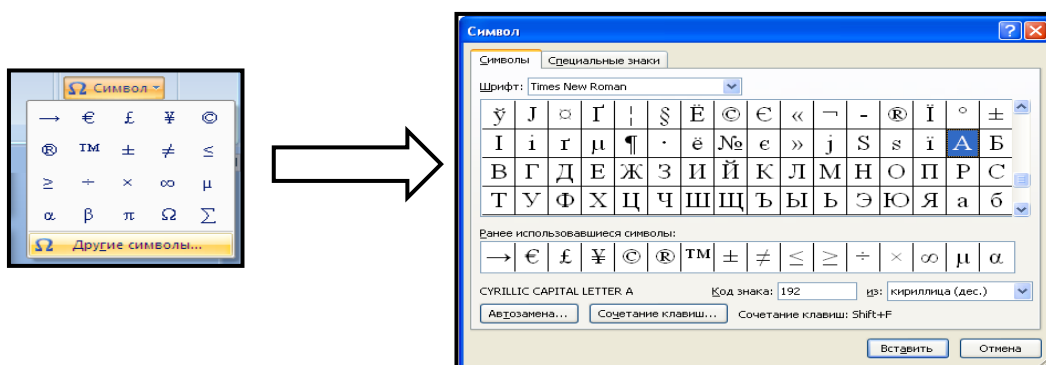 Ω Символ
→ € £ ¥ ©
® ™ ± ≠ ≤
≥ ÷ × ∞ µ
α β π Ω Σ
Ω Другие символы...
Символ
Символы Специальные знаки
Шрифт: Times New Roman
ў Ј ¤ Ґ ¦ § Ё © Є « ¬ - ® Ї ° ±
І і ґ µ ¶ · ё № є » ј Ѕ ѕ ї А Б
В Г Д Е Ж З И Й К Л М Н О П Р С
Т У Ф Х Ц Ч Ш Щ Ъ Ы Ь Э Ю Я а б
Ранее использовавшиеся символы:
→ € £ ¥ © ® ™ ± ≠ ≤ ≥ ÷ × ∞ µ α
CYRILLIC CAPITAL LETTER A Код знака: 192 из: кириллица (дес.)
Автозамена... Сочетание клавиш... Сочетание клавиш: Shift+F
Вставить Отмена